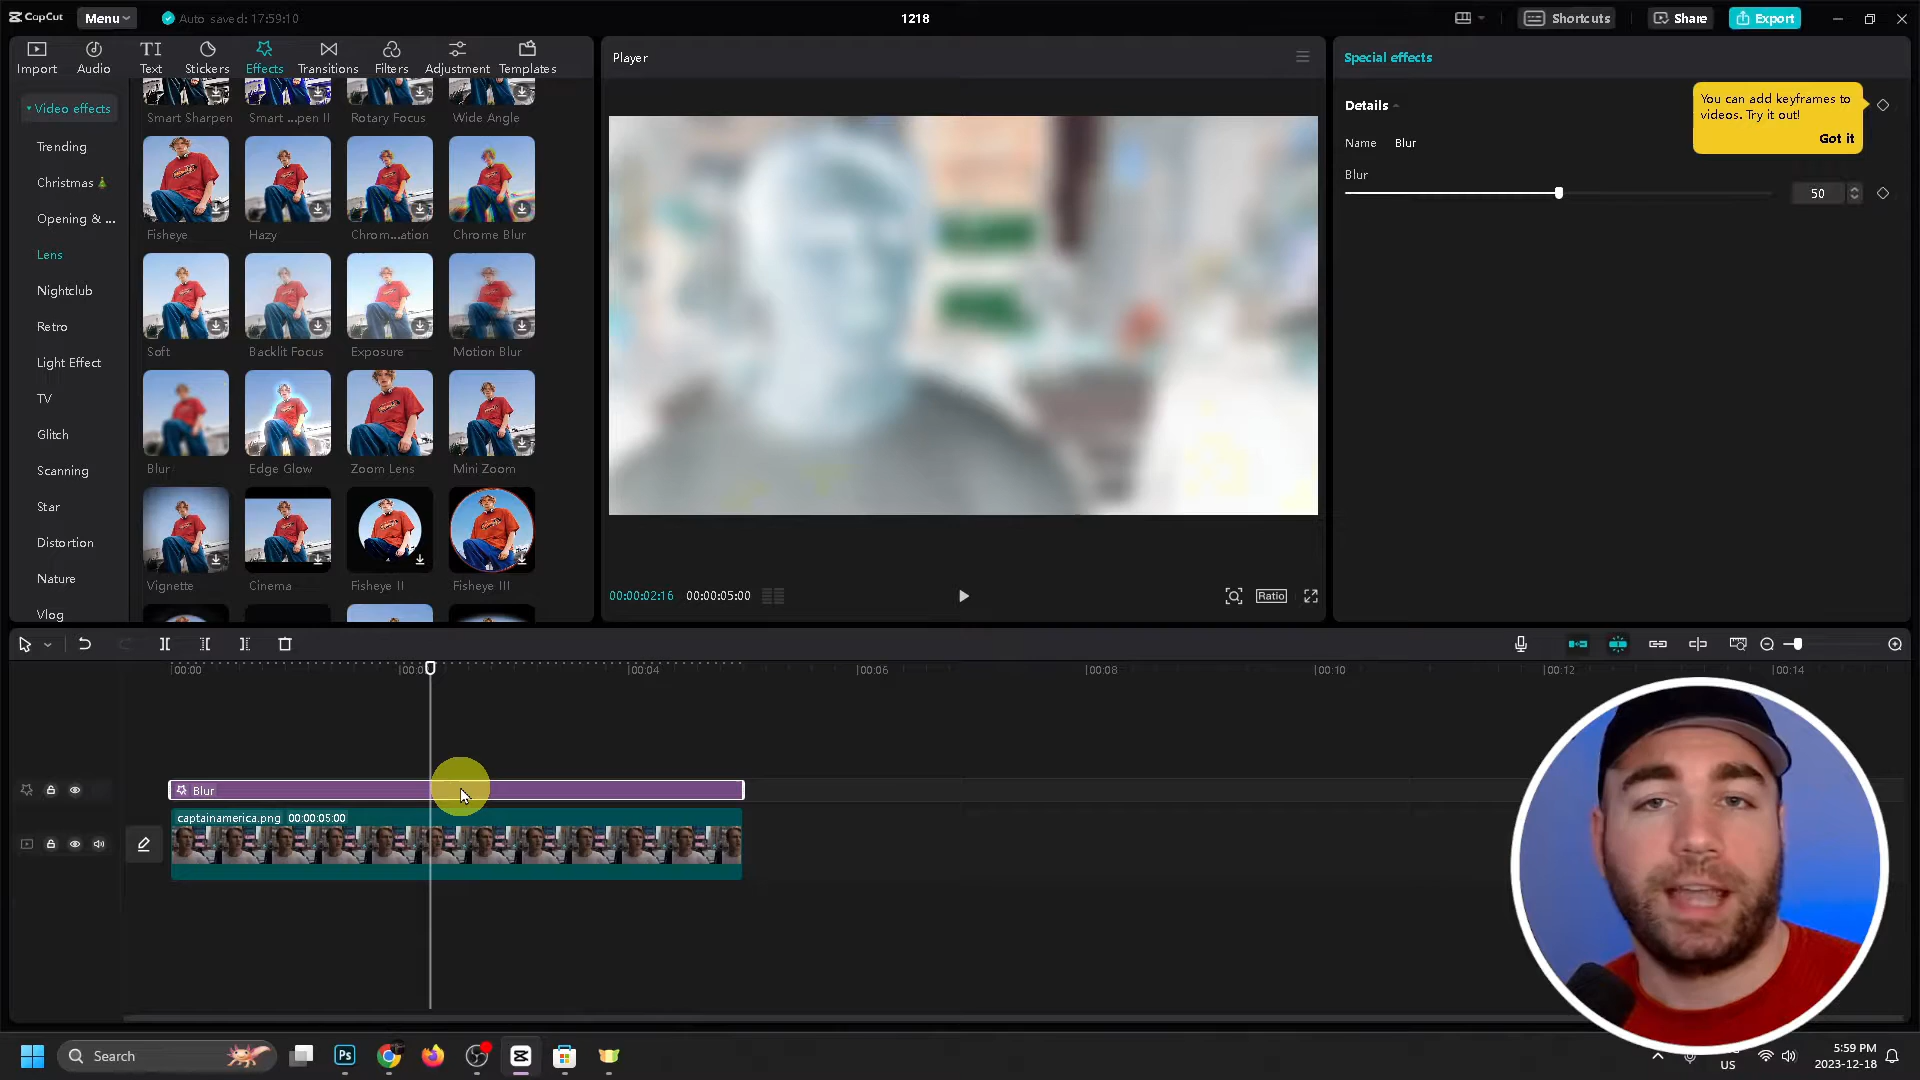 CapCut
Menu
Auto saved: 17:59:10
1218
Shortcuts
Share
Export
Import
Audio
TI
Text
Stickers
Effects
Transitions
Filters
Adjustment
Templates
Player
Special effects
Video effects
Trending
Christmas
Opening & ...
Lens
Nightclub
Retro
Light Effect
TV
Glitch
Scanning
Star
Distortion
Nature
Vlog
Smart Sharpen
Smart ...pen II
Rotary Focus
Wide Angle
Fisheye
Hazy
Chrom...ation
Chrome Blur
Soft
Backlit Focus
Exposure
Motion Blur
Blur
Edge Glow
Zoom Lens
Mini Zoom
Vignette
Cinema
Fisheye II
Fisheye III
00:00:02:16
00:00:05:00
Ratio
Details
You can add keyframes to
videos. Try it out!
Got it
Name
Blur
Blur
50
00:00
00:04
00:06
00:08
00:10
00:12
00:14
Blur
captainamerica.png
00:00:05:00
Search
Ps
US
5:59 PM
2023-12-18